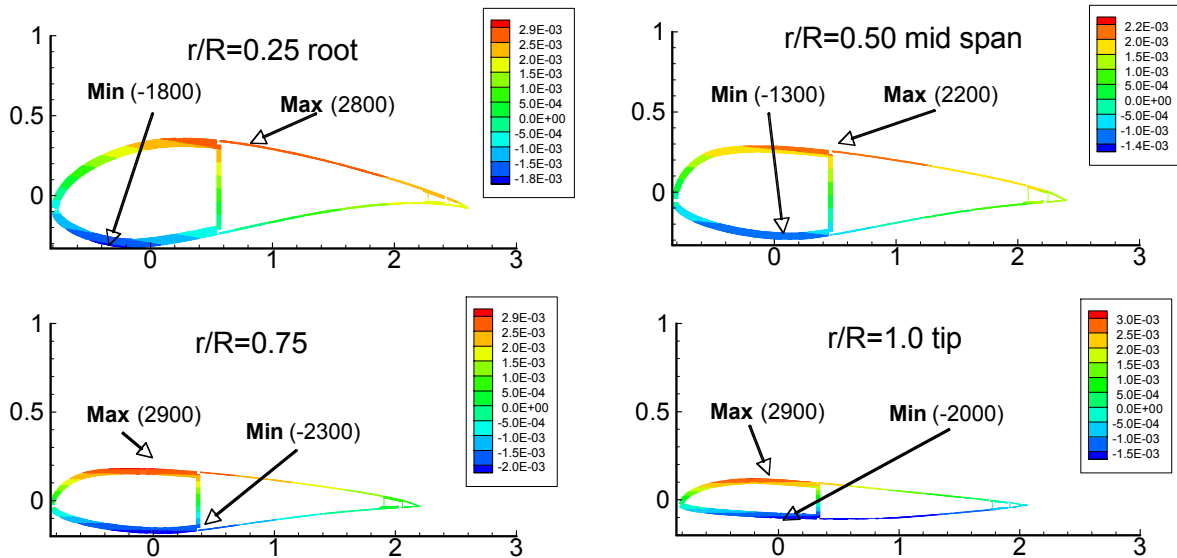 r/R=0.25 root
Min (-1800)
Max (2800)
1
0.5
0
0
1
2
3
2.9E-03
2.5E-03
2.0E-03
1.5E-03
1.0E-03
5.0E-04
0.0E+00
-5.0E-04
-1.0E-03
-1.5E-03
-1.8E-03
r/R=0.50 mid span
Min (-1300)
Max (2200)
1
0.5
0
0
1
2
3
2.2E-03
2.0E-03
1.5E-03
1.0E-03
5.0E-04
0.0E+00
-5.0E-04
-1.0E-03
-1.4E-03
r/R=0.75
Max (2900)
Min (-2300)
1
0.5
0
0
1
2
3
2.9E-03
2.5E-03
2.0E-03
1.5E-03
1.0E-03
5.0E-04
0.0E+00
-5.0E-04
-1.0E-03
-1.5E-03
-2.0E-03
r/R=1.0 tip
Max (2900)
Min (-2000)
1
0.5
0
0
1
2
3
3.0E-03
2.5E-03
2.0E-03
1.5E-03
1.0E-03
5.0E-04
0.0E+00
-5.0E-04
-1.0E-03
-1.5E-03